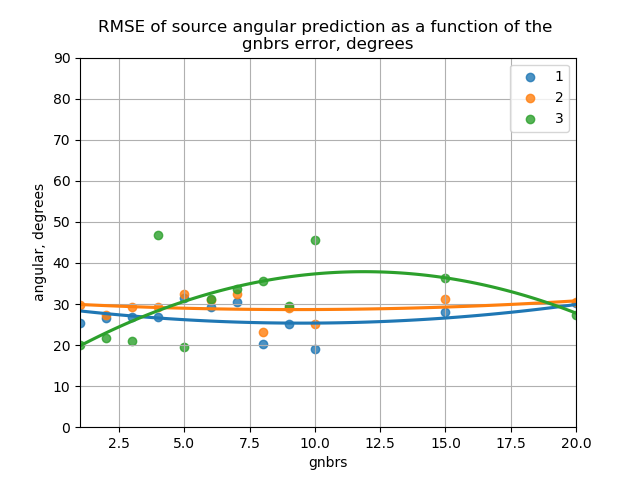 RMSE of source angular prediction as a function of the
gnbrs error, degrees
1
2
3
angular, degrees
90
80
70
60
50
40
30
20
10
0
2.5 5.0 7.5 10.0 12.5 15.0 17.5 20.0
gnbrs